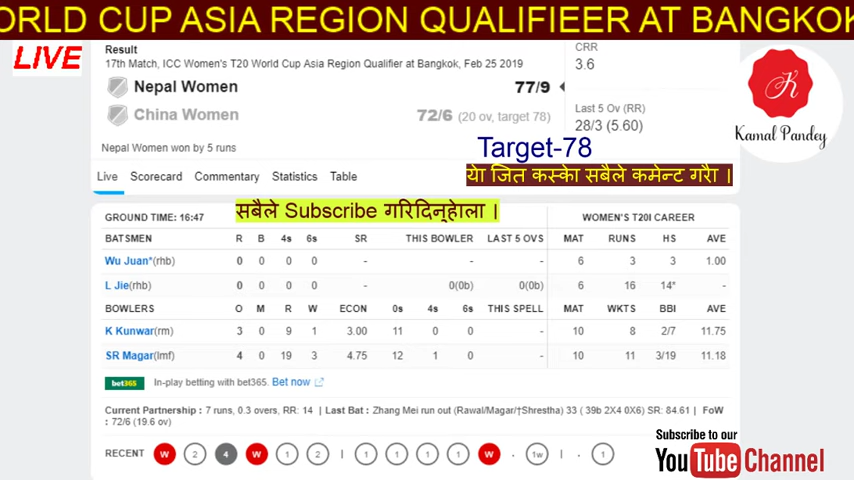 ORLD CUP ASIA REGION QUALIFIEER AT BANGKOK
LIVE
Result
17th Match, ICC Women's T20 World Cup Asia Region Qualifier at Bangkok, Feb 25 2019
Nepal Women 77/9
China Women 72/6 (20 ov, target 78)
Nepal Women won by 5 runs
CRR
3.6
Last 5 Ov (RR)
28/3 (5.60)
K
Kamal Pandey
Target-78
यो जित कस्को सबैले कमेन्ट गरौ ।
Live Scorecard Commentary Statistics Table
सबैले Subscribe गरिदिनुहोला ।
GROUND TIME: 16:47 WOMEN'S T20I CAREER
BATSMEN R B 4s 6s SR THIS BOWLER LAST 5 OVS MAT RUNS HS AVE
Wu Juan*(rhb) 0 0 0 0 - - - 6 3 3 1.00
L Jie(rhb) 0 0 0 0 - 0(0b) 0(0b) 6 16 14* -
BOWLERS O M R W ECON 0s 4s 6s THIS SPELL MAT WKTS BBI AVE
K Kunwar(rm) 3 0 9 1 3.00 11 0 0 - 10 8 2/7 11.75
SR Magar(lmf) 4 0 19 3 4.75 12 1 0 - 10 11 3/19 11.18
bet365 In-play betting with bet365. Bet now
Current Partnership : 7 runs, 0.3 overs, RR: 14 | Last Bat : Zhang Mei run out (Rawal/Magar/†Shrestha) 33 ( 39b 2X4 0X6) SR: 84.61 | FoW
: 72/6 (19.6 ov)
RECENT W 2 4 W 1 2 | 1 1 1 1 W . 1w | . 1
Subscribe to our
YouTube Channel